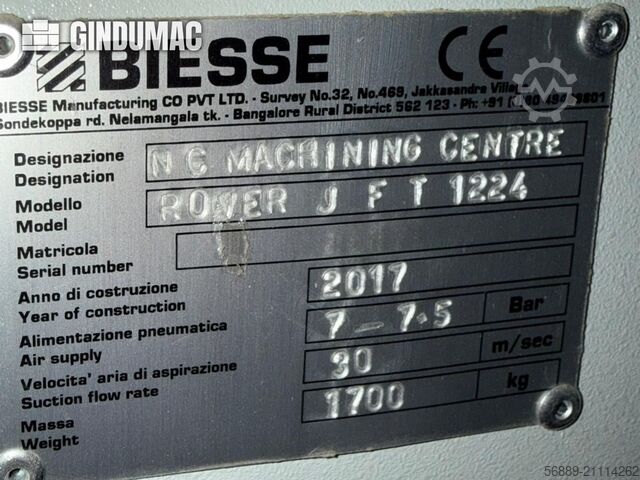 GINDUMAC
BIESSE CE
BIESSE Manufacturing CO PVT LTD. - Survey No.32, No.469, Jakkasandra
Sondekoppa rd. Nelamangala tk. - Bangalore Rural District 562 123 - Ph: +91
Designazione
Designation
N C MACHINING CENTRE
Modello
Model
ROVER J F T 1224
Matricola
Serial number
Anno di costruzione
Year of construction
2017
Alimentazione pneumatica
Air supply
7-7.5 Bar
Velocita' aria di aspirazione
Suction flow rate
30 m/sec
Massa
Weight
1700 kg
56889-21114262